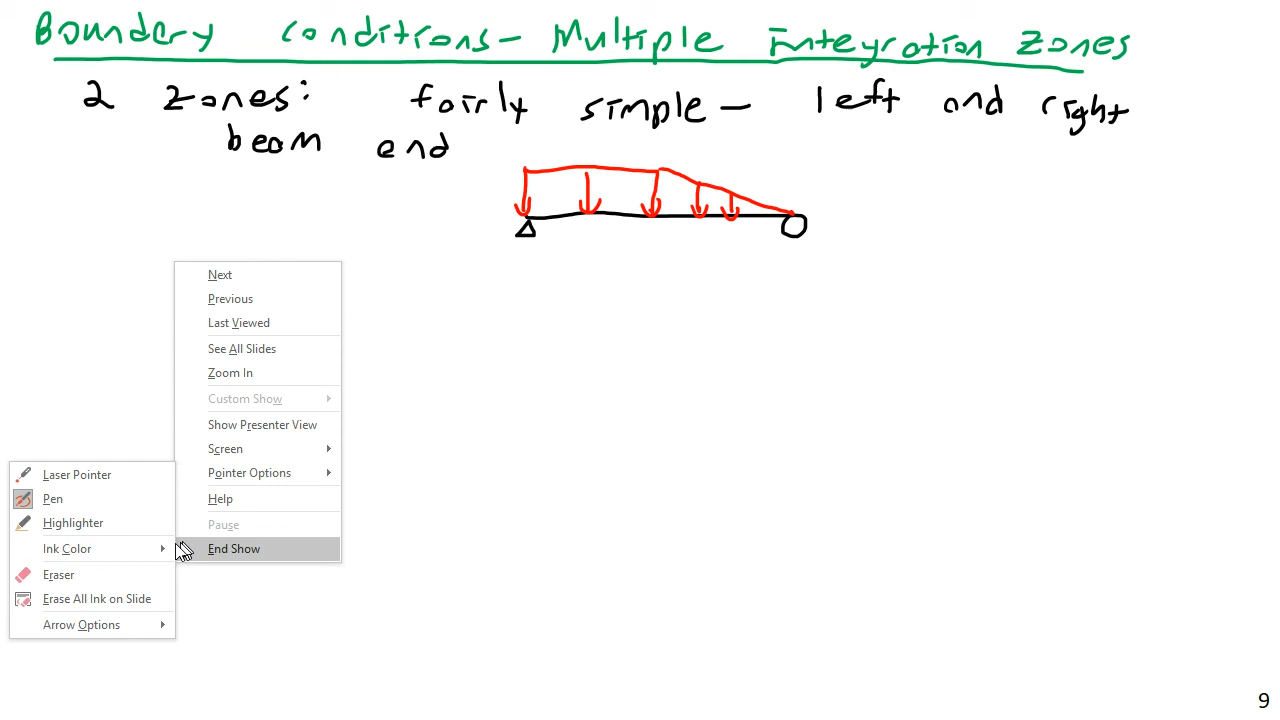 Boundary conditions- Multiple Integration Zones
2 zones: fairly simple- left and right
beam end
Next
Previous
Last Viewed
See All Slides
Zoom In
Custom Show
Show Presenter View
Screen
Pointer Options
Help
Pause
End Show
Laser Pointer
Pen
Highlighter
Ink Color
Eraser
Erase All Ink on Slide
Arrow Options
9